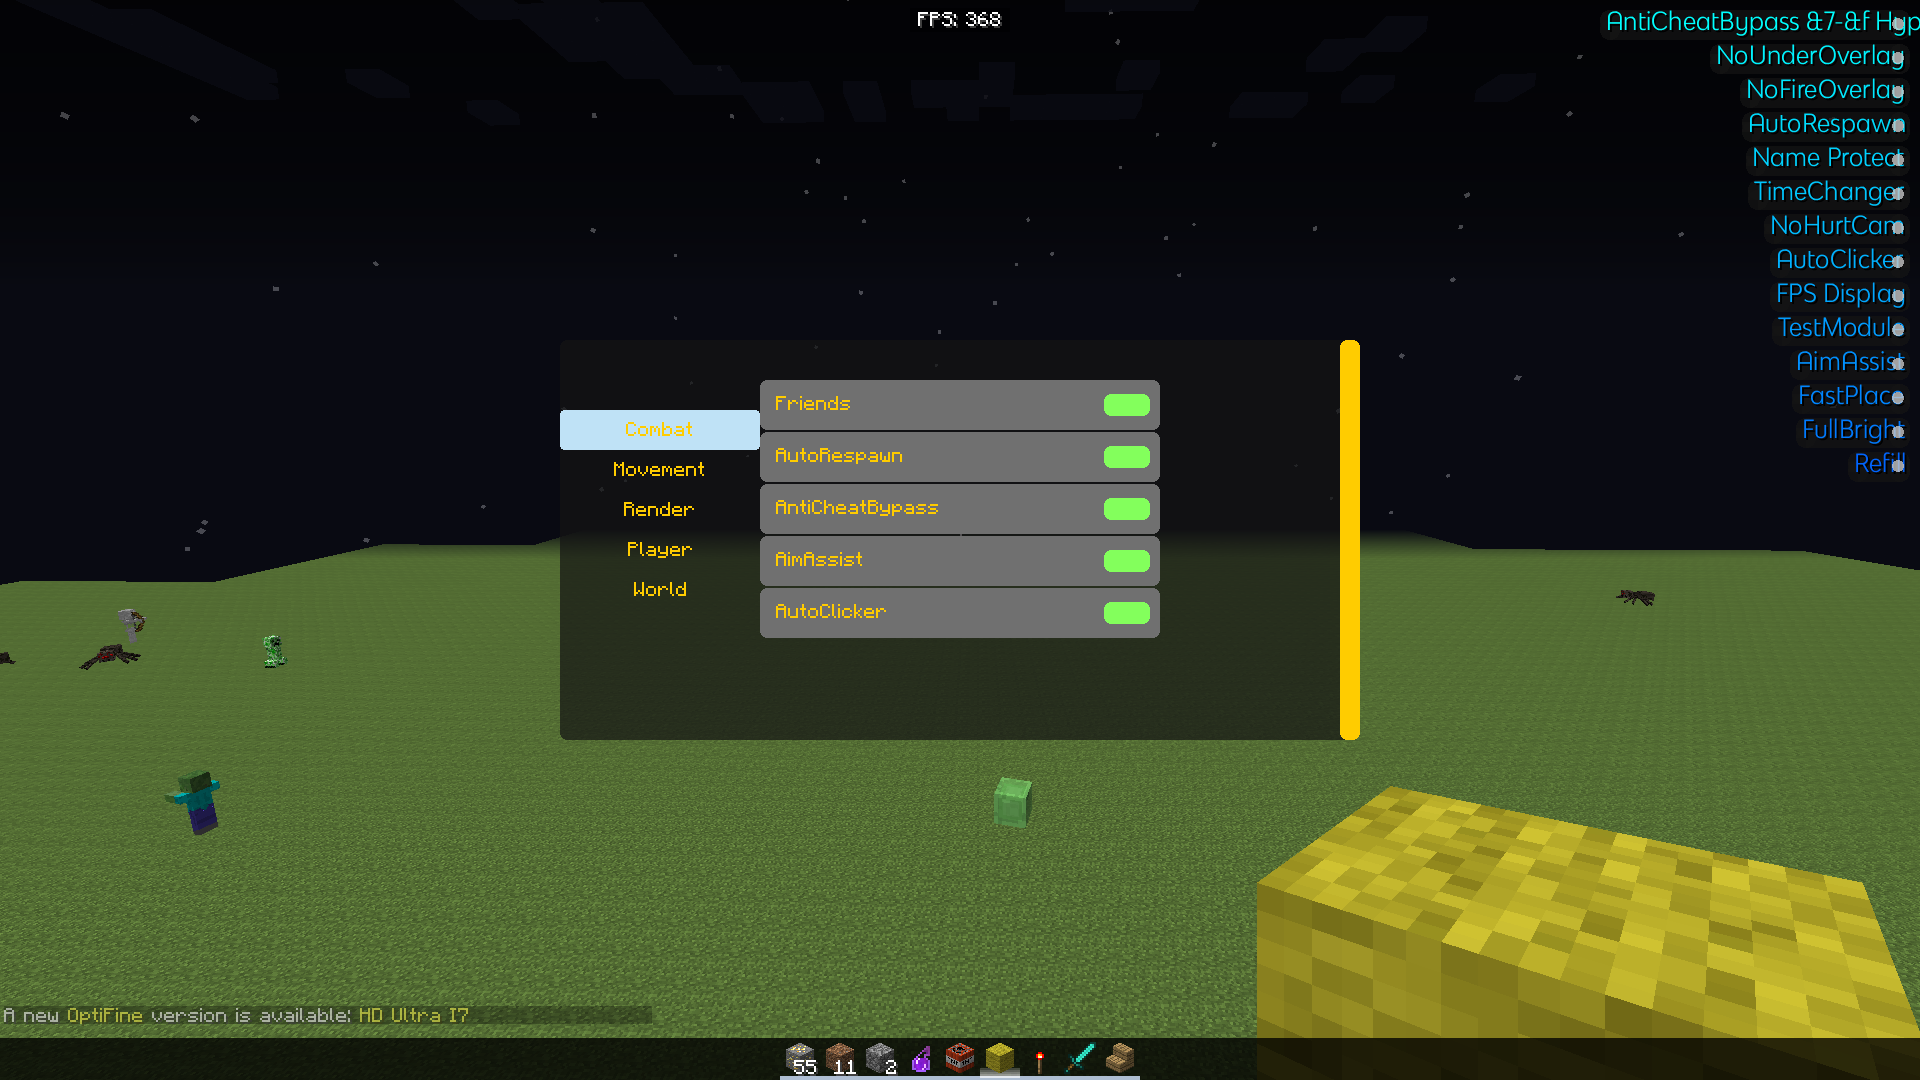 FPS: 368
AntiCheatBypass &7-&f Hyp
NoUnderOverlay
NoFireOverlay
AutoRespawn
Name Protect
TimeChanger
NoHurtCam
AutoClicker
FPS Display
TestModule
AimAssist
FastPlace
FullBright
Refill
Combat
Movement
Render
Player
World
Friends
AutoRespawn
AntiCheatBypass
AimAssist
AutoClicker
A new OptiFine version is available: HD Ultra I7
55 11 2